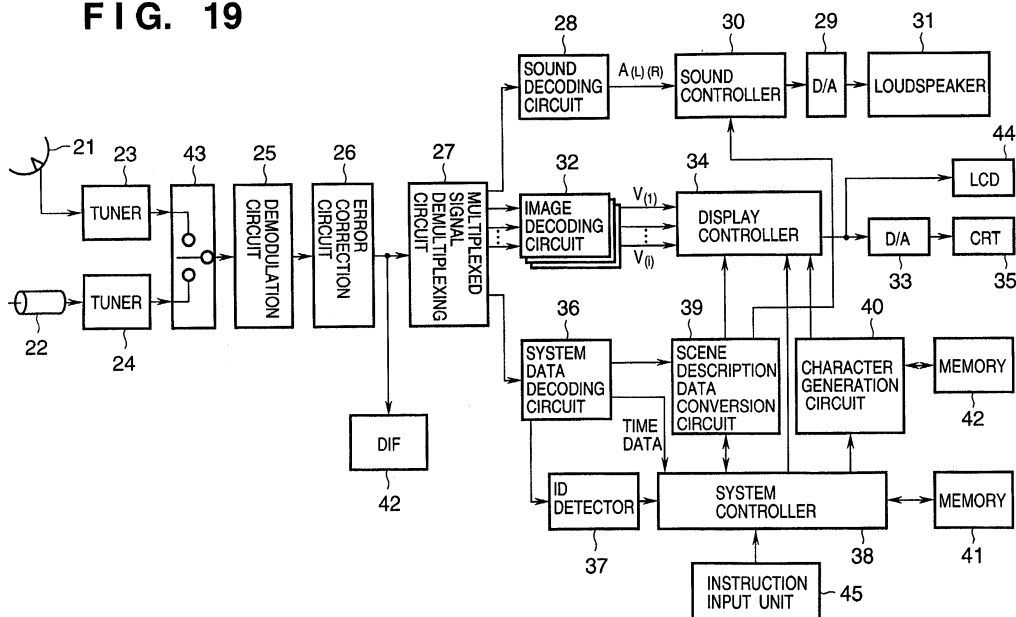 FIG. 19
28
SOUND
DECODING
CIRCUIT
A(L)(R)
30
SOUND
CONTROLLER
29
D/A
31
LOUDSPEAKER
21
23
TUNER
43
25
DEMODULATION
CIRCUIT
26
ERROR
CORRECTION
CIRCUIT
27
MULTIPLEXED
SIGNAL
DEMULTIPLEXING
CIRCUIT
32
IMAGE
DECODING
CIRCUIT
V(1)
V(i)
34
DISPLAY
CONTROLLER
44
LCD
D/A
33
CRT
35
22
TUNER
24
36
SYSTEM
DATA
DECODING
CIRCUIT
39
SCENE
DESCRIPTION
DATA
CONVERSION
CIRCUIT
40
CHARACTER
GENERATION
CIRCUIT
MEMORY
42
DIF
42
TIME
DATA
ID
DETECTOR
37
SYSTEM
CONTROLLER
38
MEMORY
41
INSTRUCTION
INPUT UNIT
45